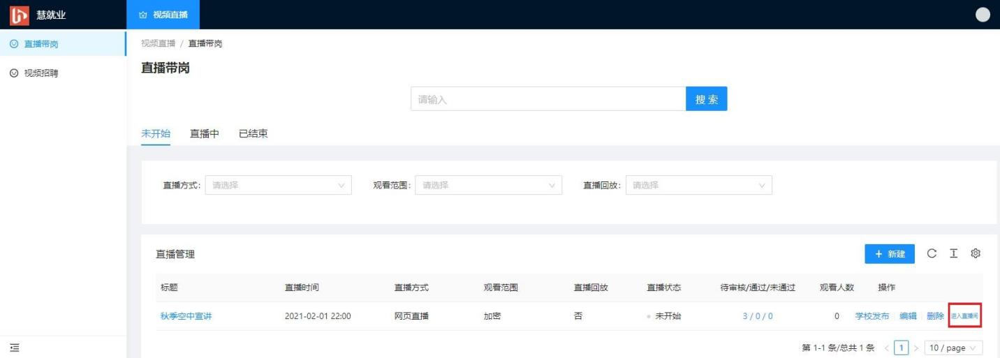 慧就业 视频直播
直播带岗
视频招聘
视频直播 / 直播带岗
直播带岗
请输入 搜 索
未开始 直播中 已结束
直播方式: 请选择 观看范围: 请选择 直播回放: 请选择
直播管理 + 新建
标题 直播时间 直播方式 观看范围 直播回放 直播状态 待审核/通过/未通过 观看人数 操作
秋季空中宣讲 2021-02-01 22:00 网页直播 加密 否 未开始 3 / 0 / 0 0 学校发布 编辑 删除 进入直播间
第 1-1 条/总共 1 条 < 1 > 10 / page